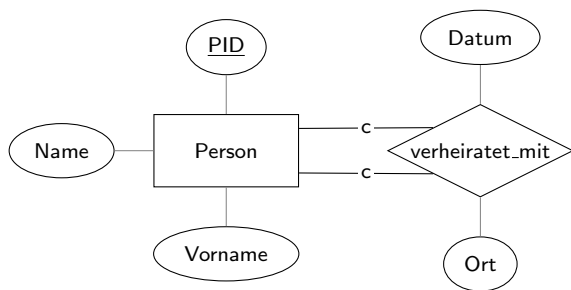 PID
Datum
c
Name
Person
verheiratet_mit
c
Vorname
Ort